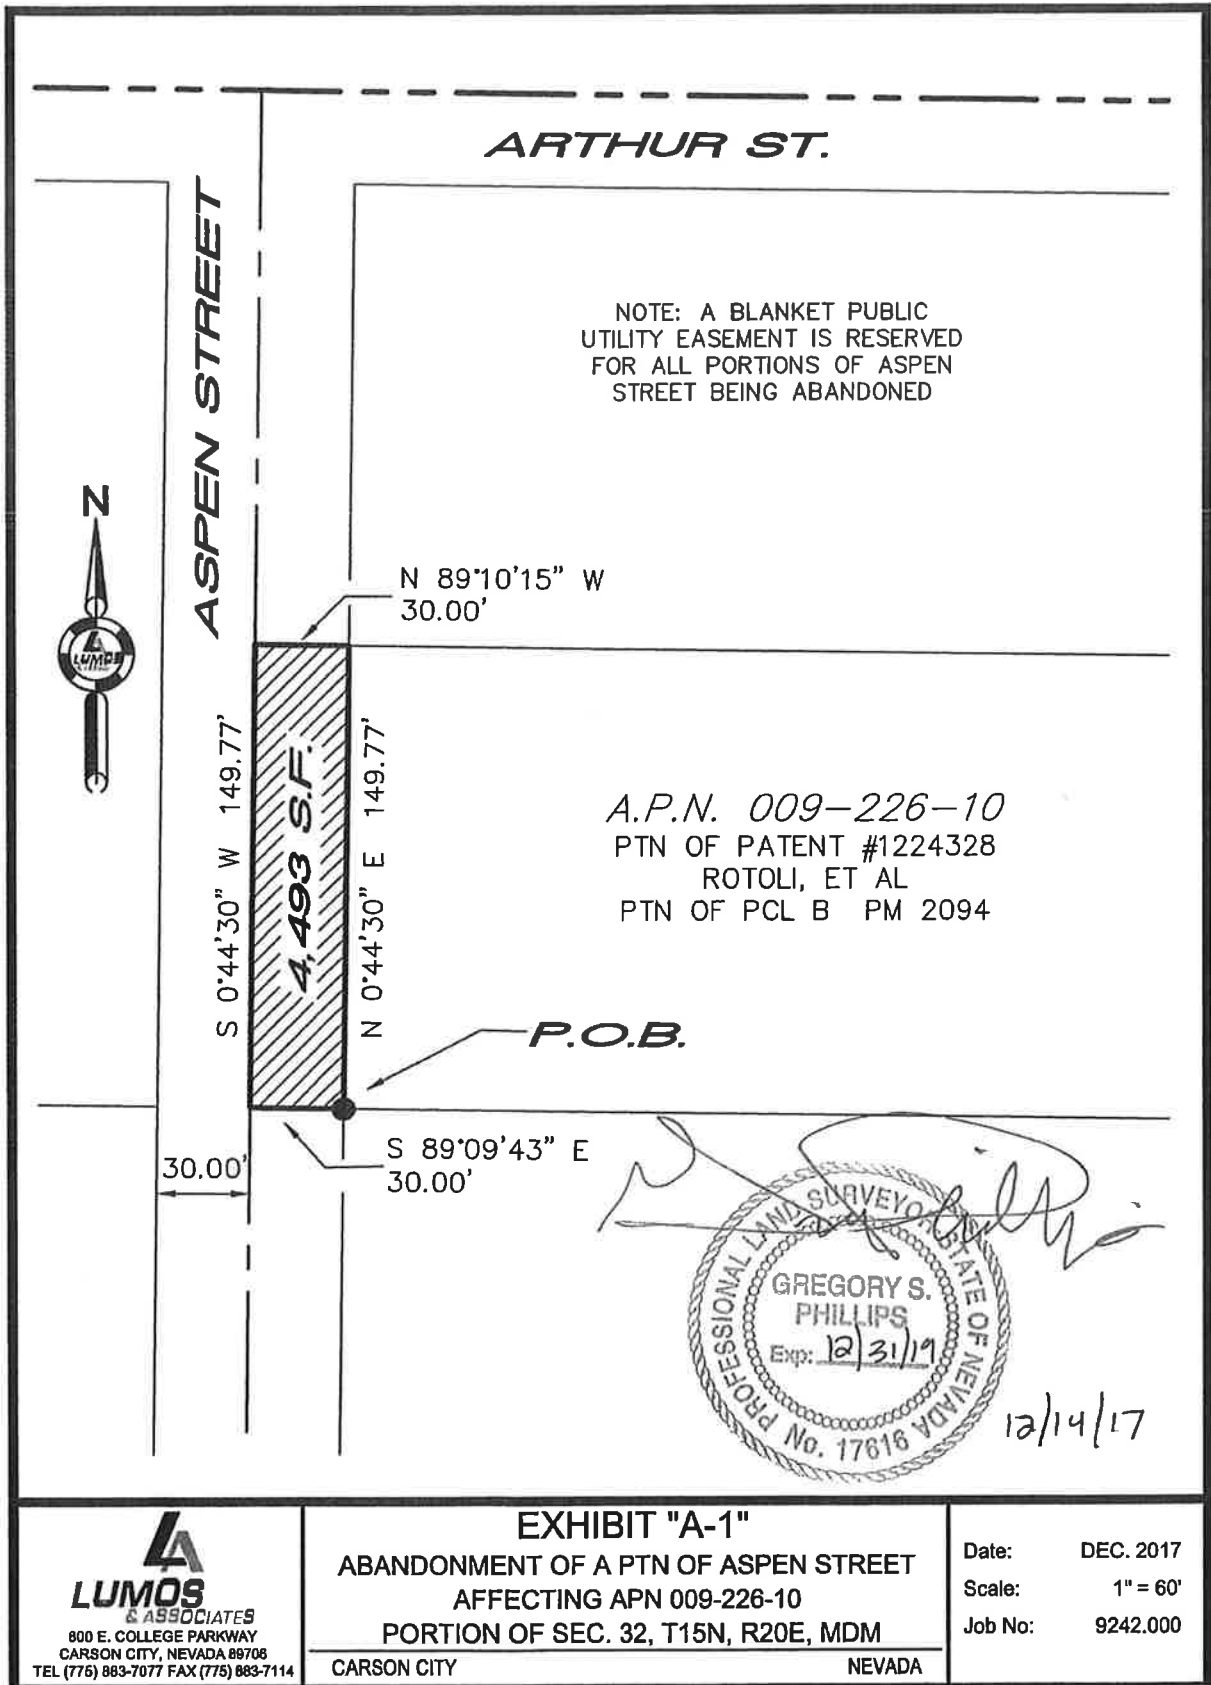 ARTHUR ST.
ASPEN STREET
NOTE: A BLANKET PUBLIC
UTILITY EASEMENT IS RESERVED
FOR ALL PORTIONS OF ASPEN
STREET BEING ABANDONED
N
LUMOS
N 89°10'15" W
30.00'
S 0°44'30" W 149.77'
4,493 S.F.
N 0°44'30" E 149.77'
A.P.N. 009-226-10
PTN OF PATENT #1224328
ROTOLI, ET AL
PTN OF PCL B PM 2094
P.O.B.
S 89°09'43" E
30.00'
30.00'
PROFESSIONAL LAND SURVEYOR STATE OF NEVADA
GREGORY S.
PHILLIPS
Exp: 12/31/19
No. 17616
12/14/17
LA
LUMOS
& ASSOCIATES
800 E. COLLEGE PARKWAY
CARSON CITY, NEVADA 89706
TEL (775) 883-7077 FAX (775) 883-7114
EXHIBIT "A-1"
ABANDONMENT OF A PTN OF ASPEN STREET
AFFECTING APN 009-226-10
PORTION OF SEC. 32, T15N, R20E, MDM
CARSON CITY NEVADA
Date: DEC. 2017
Scale: 1" = 60'
Job No: 9242.000